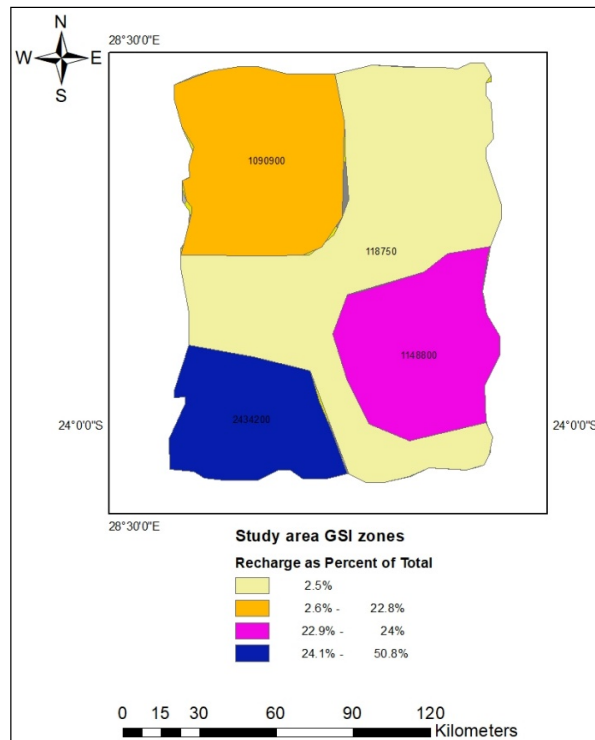 N
W E
S
28°30'0"E
1090900
118750
1148800
2434200
24°0'0"S 24°0'0"S
28°30'0"E
Study area GSI zones
Recharge as Percent of Total
2.5%
2.6% - 22.8%
22.9% - 24%
24.1% - 50.8%
0 15 30 60 90 120
Kilometers